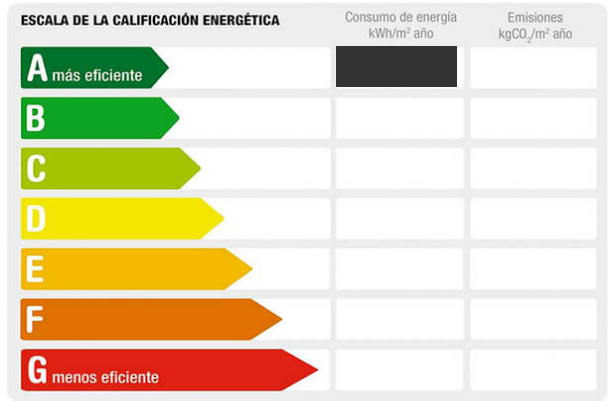 ESCALA DE LA CALIFICACIÓN ENERGÉTICA
Consumo de energía
kWh/m² año
Emisiones
kgCO₂/m² año
A más eficiente
B
C
D
E
F
G menos eficiente